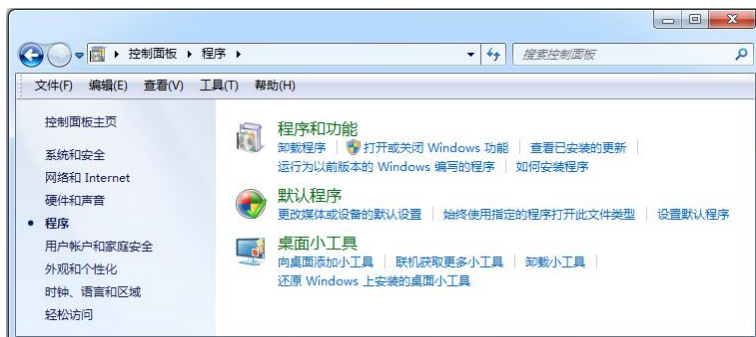 控制面板 ▸ 程序 ▸ 搜索控制面板
文件(F) 编辑(E) 查看(V) 工具(T) 帮助(H)
控制面板主页
系统和安全
网络和 Internet
硬件和声音
程序
用户帐户和家庭安全
外观和个性化
时钟、语言和区域
轻松访问
程序和功能
卸载程序 打开或关闭 Windows 功能 查看已安装的更新
运行为以前版本的 Windows 编写的程序 如何安装程序
默认程序
更改媒体或设备的默认设置 始终使用指定的程序打开此文件类型 设置默认程序
桌面小工具
向桌面添加小工具 联机获取更多小工具 卸载小工具
还原 Windows 上安装的桌面小工具